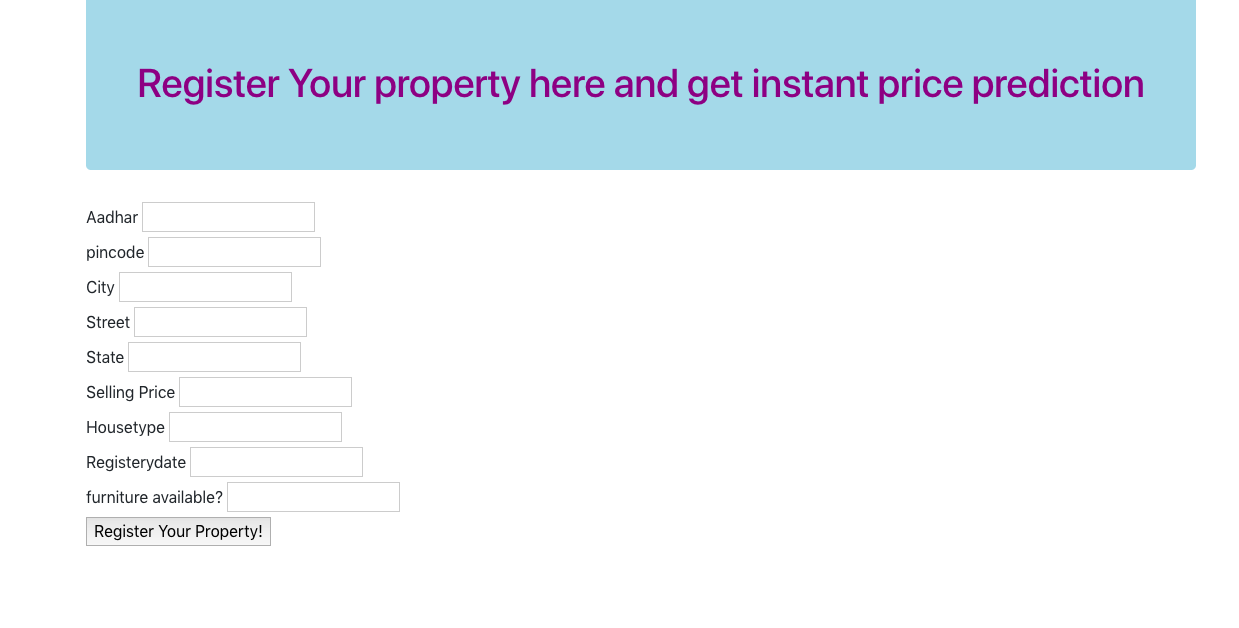 Register Your property here and get instant price prediction
Aadhar
pincode
City
Street
State
Selling Price
Housetype
Registerydate
furniture available?
Register Your Property!